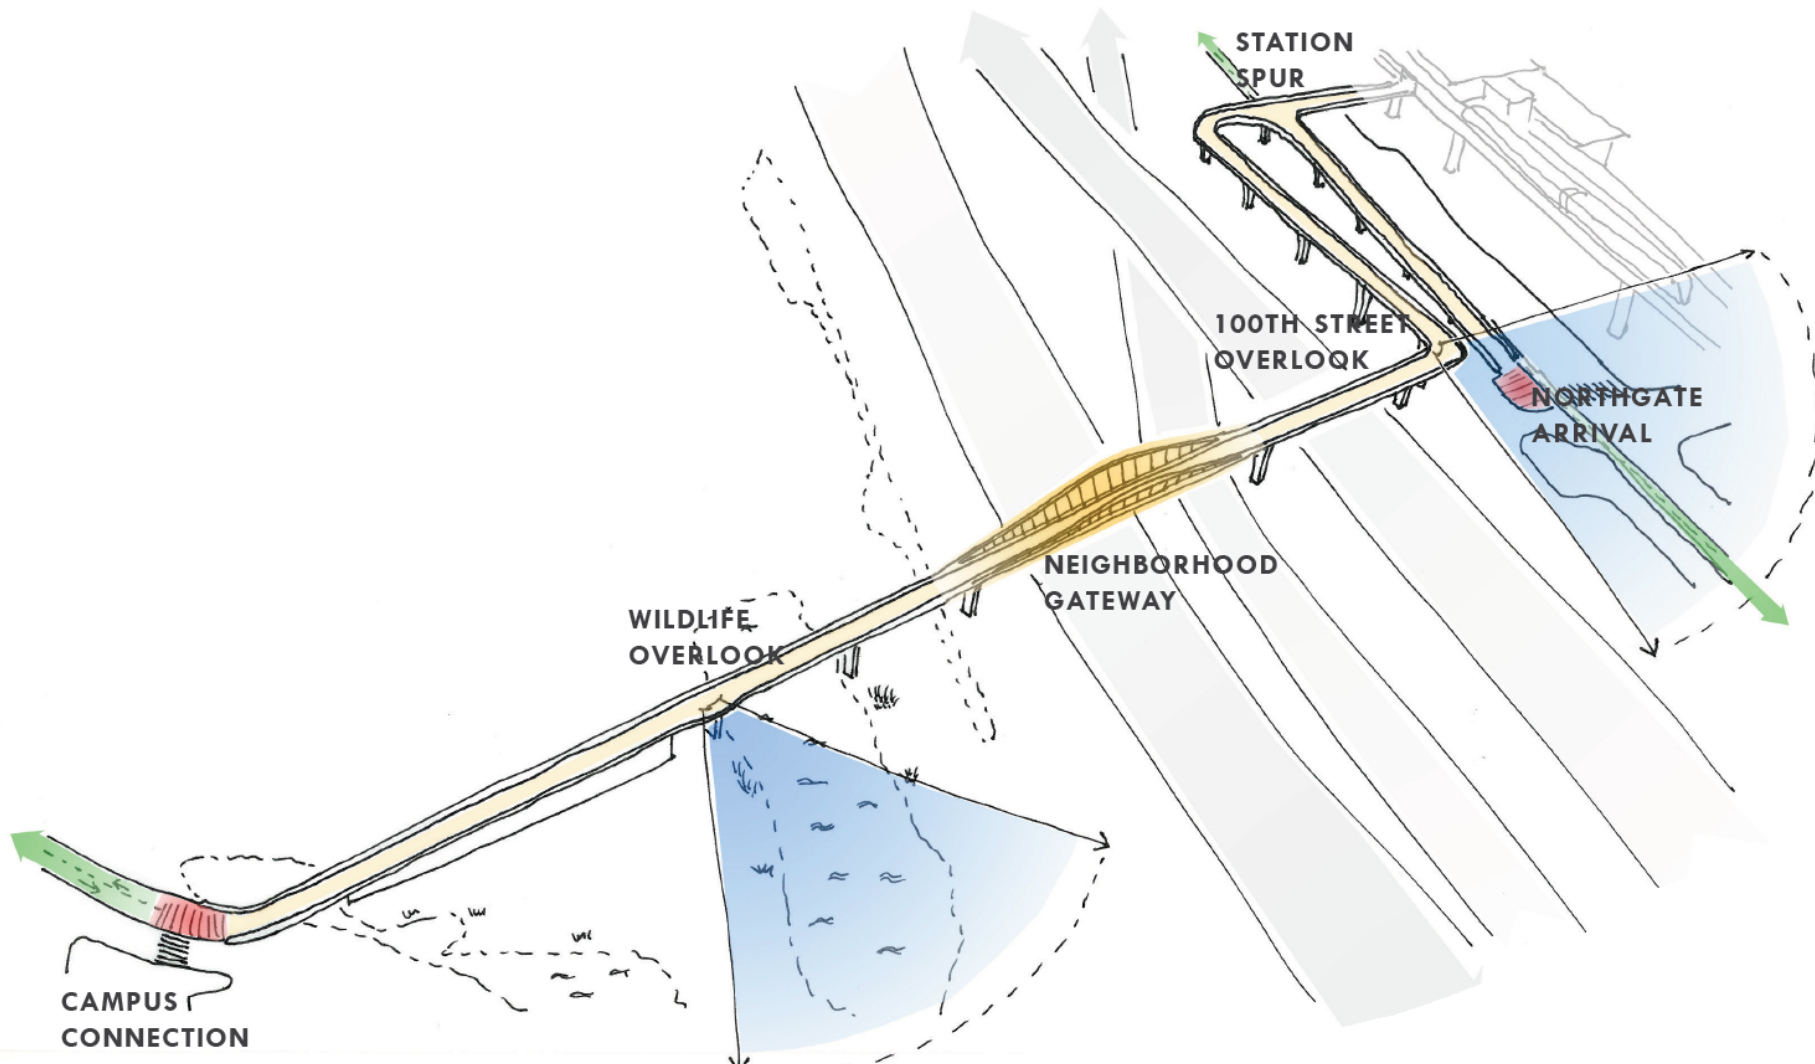 STATION
SPUR
100TH STREET
OVERLOOK
NORTHGATE
ARRIVAL
NEIGHBORHOOD
GATEWAY
WILDLIFE
OVERLOOK
CAMPUS
CONNECTION